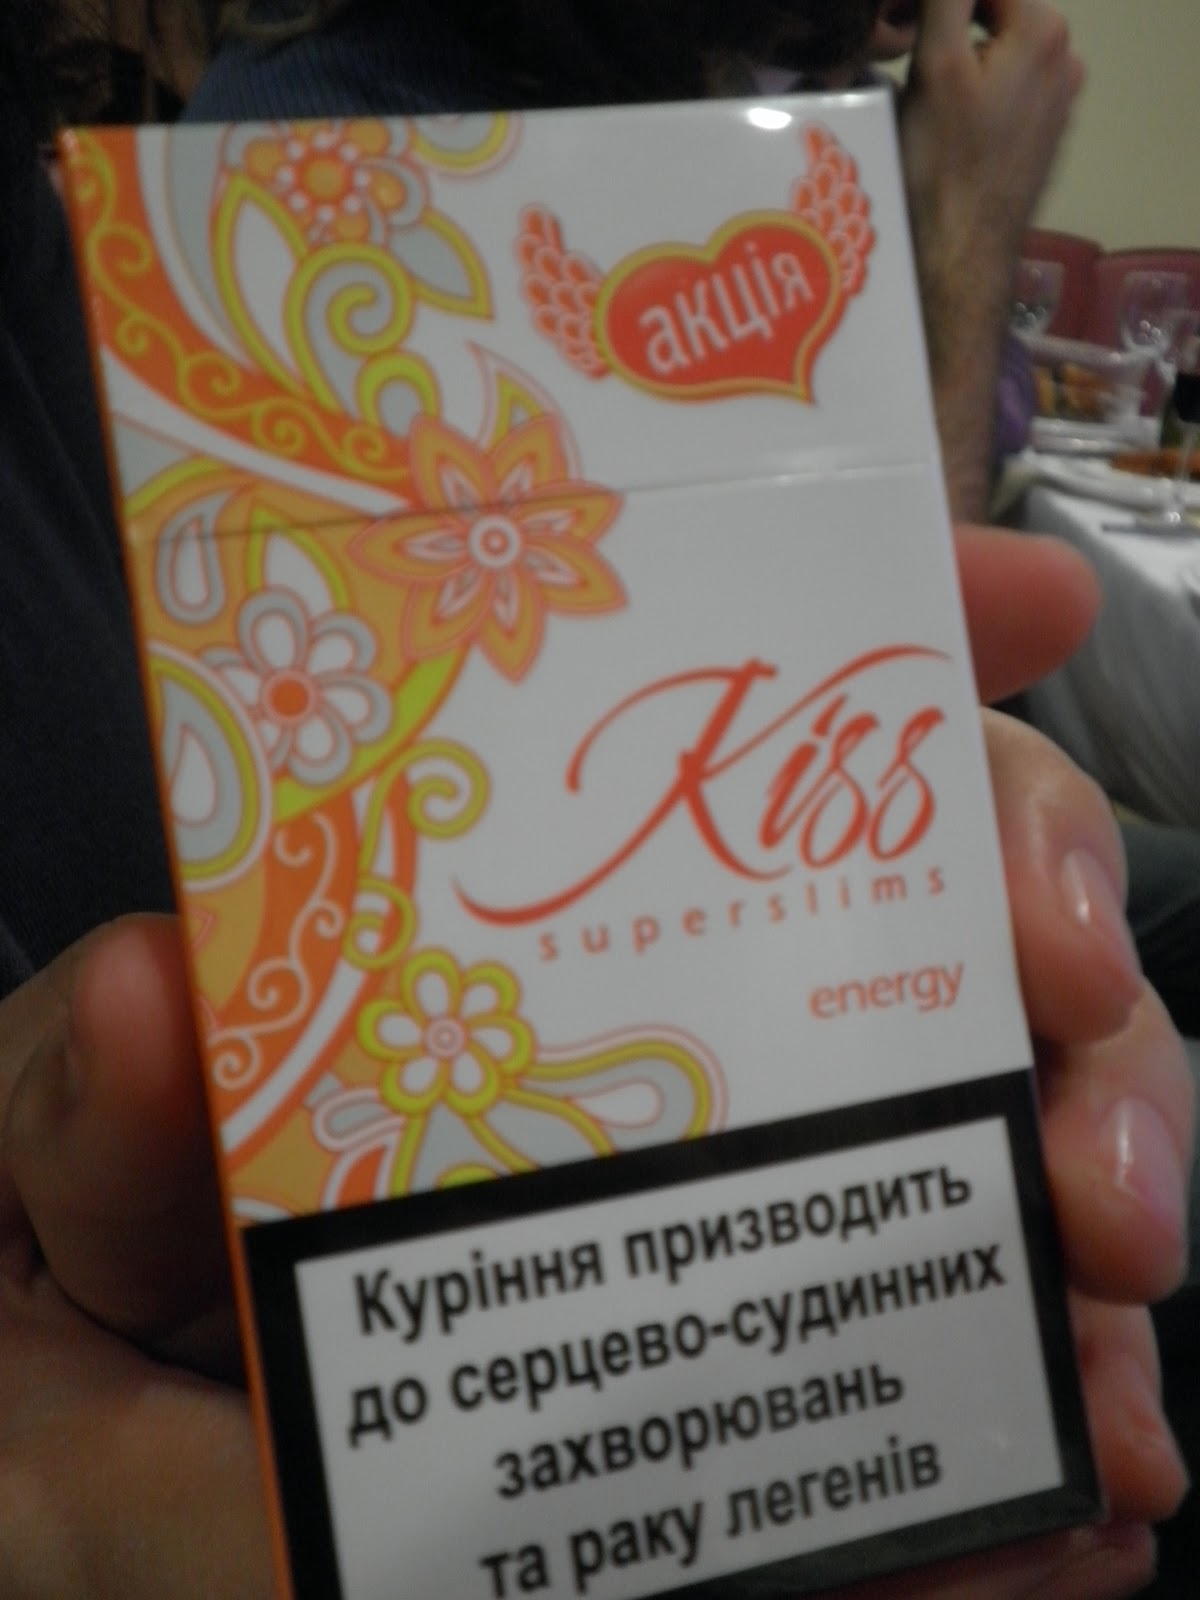 акція
Kiss
superslims
energy
Куріння призводить
до серцево-судинних
захворювань
та раку легенів